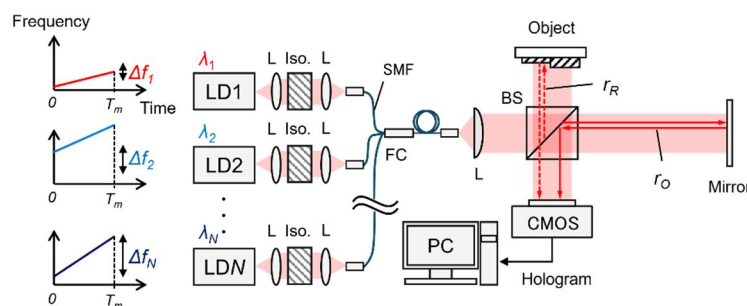 Frequency
Δf1
0
Tm
Time
Δf2
0
Tm
ΔfN
0
Tm
λ1
L
Iso.
L
LD1
λ2
L
Iso.
L
LD2
λN
L
Iso.
L
LDN
SMF
FC
L
Object
BS
rR
rO
Mirror
CMOS
PC
Hologram